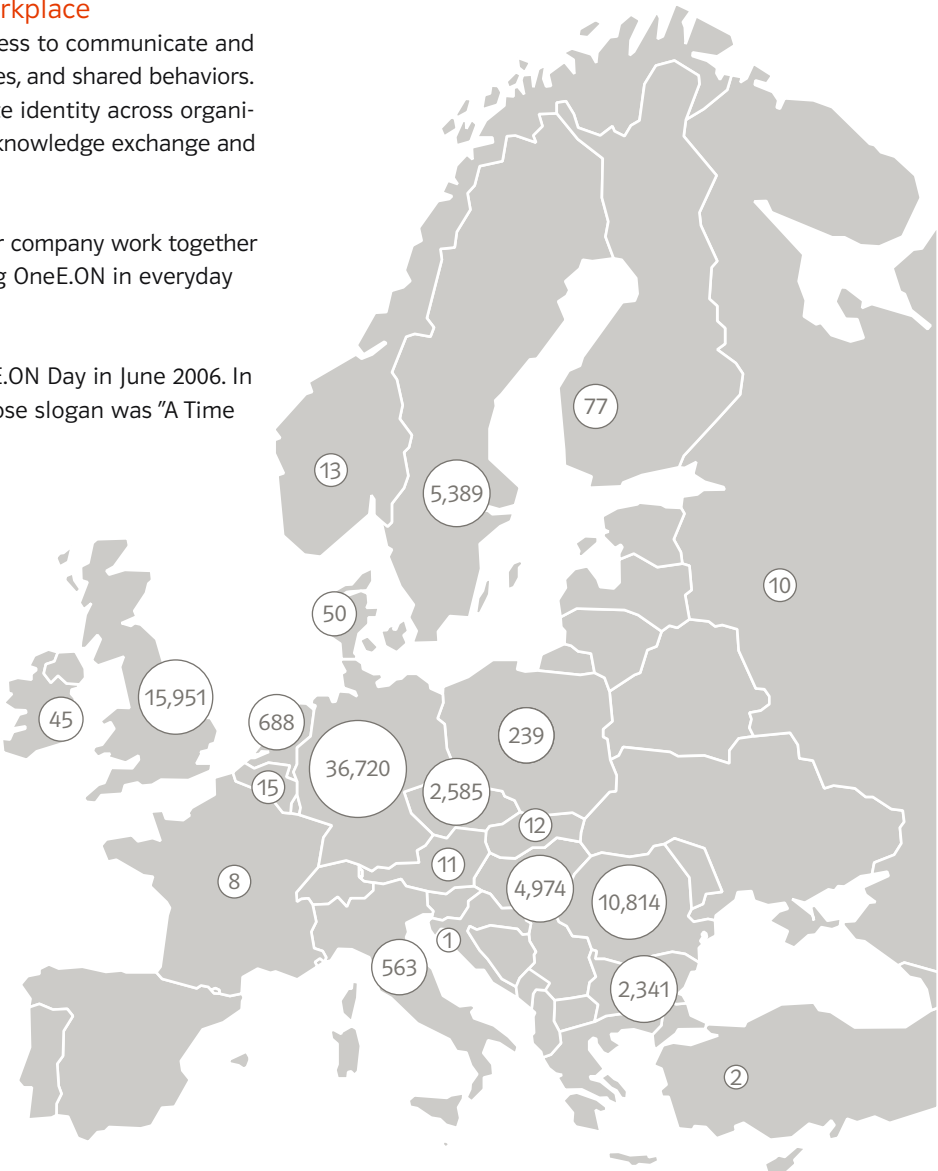 rkplace
ess to communicate and
es, and shared behaviors.
e identity across organi-
knowledge exchange and
r company work together
g OneE.ON in everyday
E.ON Day in June 2006. In
ose slogan was "A Time
77
13
5,389
10
50
15,951
45
688
239
36,720
2,585
15
12
11
8
4,974
10,814
1
563
2,341
2